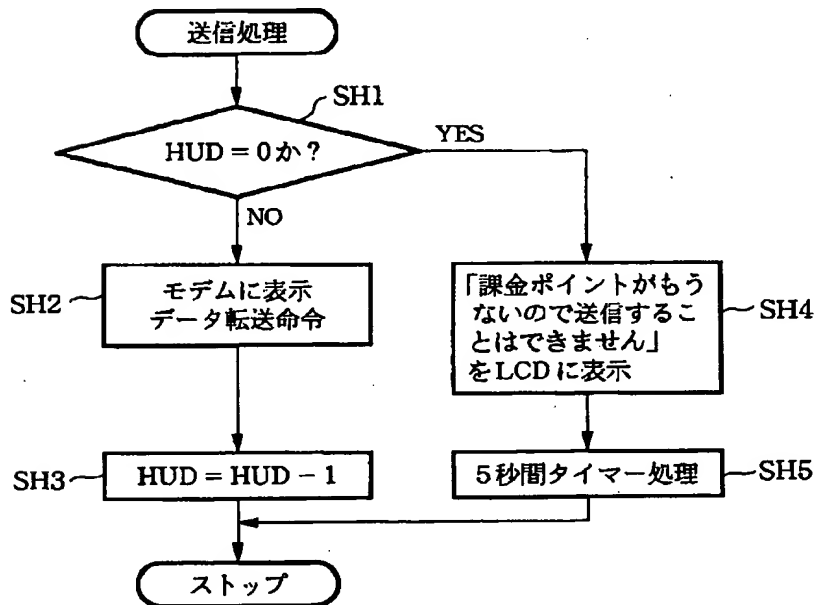 送信処理
SH1
HUD=0か?
YES
NO
SH2
モデムに表示
データ転送命令
「課金ポイントがもう
ないので送信するこ
とはできません」
をLCDに表示
SH4
SH3
HUD=HUD-1
5秒間タイマー処理
SH5
ストップ